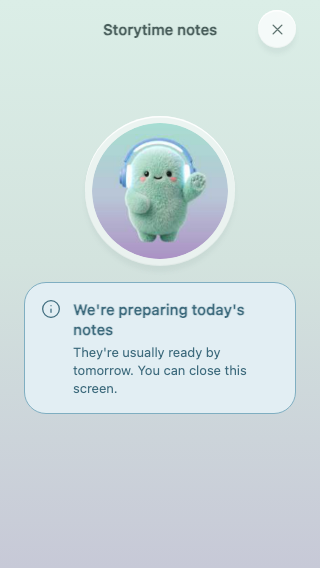 Storytime notes
We're preparing today's
notes
They're usually ready by
tomorrow. You can close this
screen.